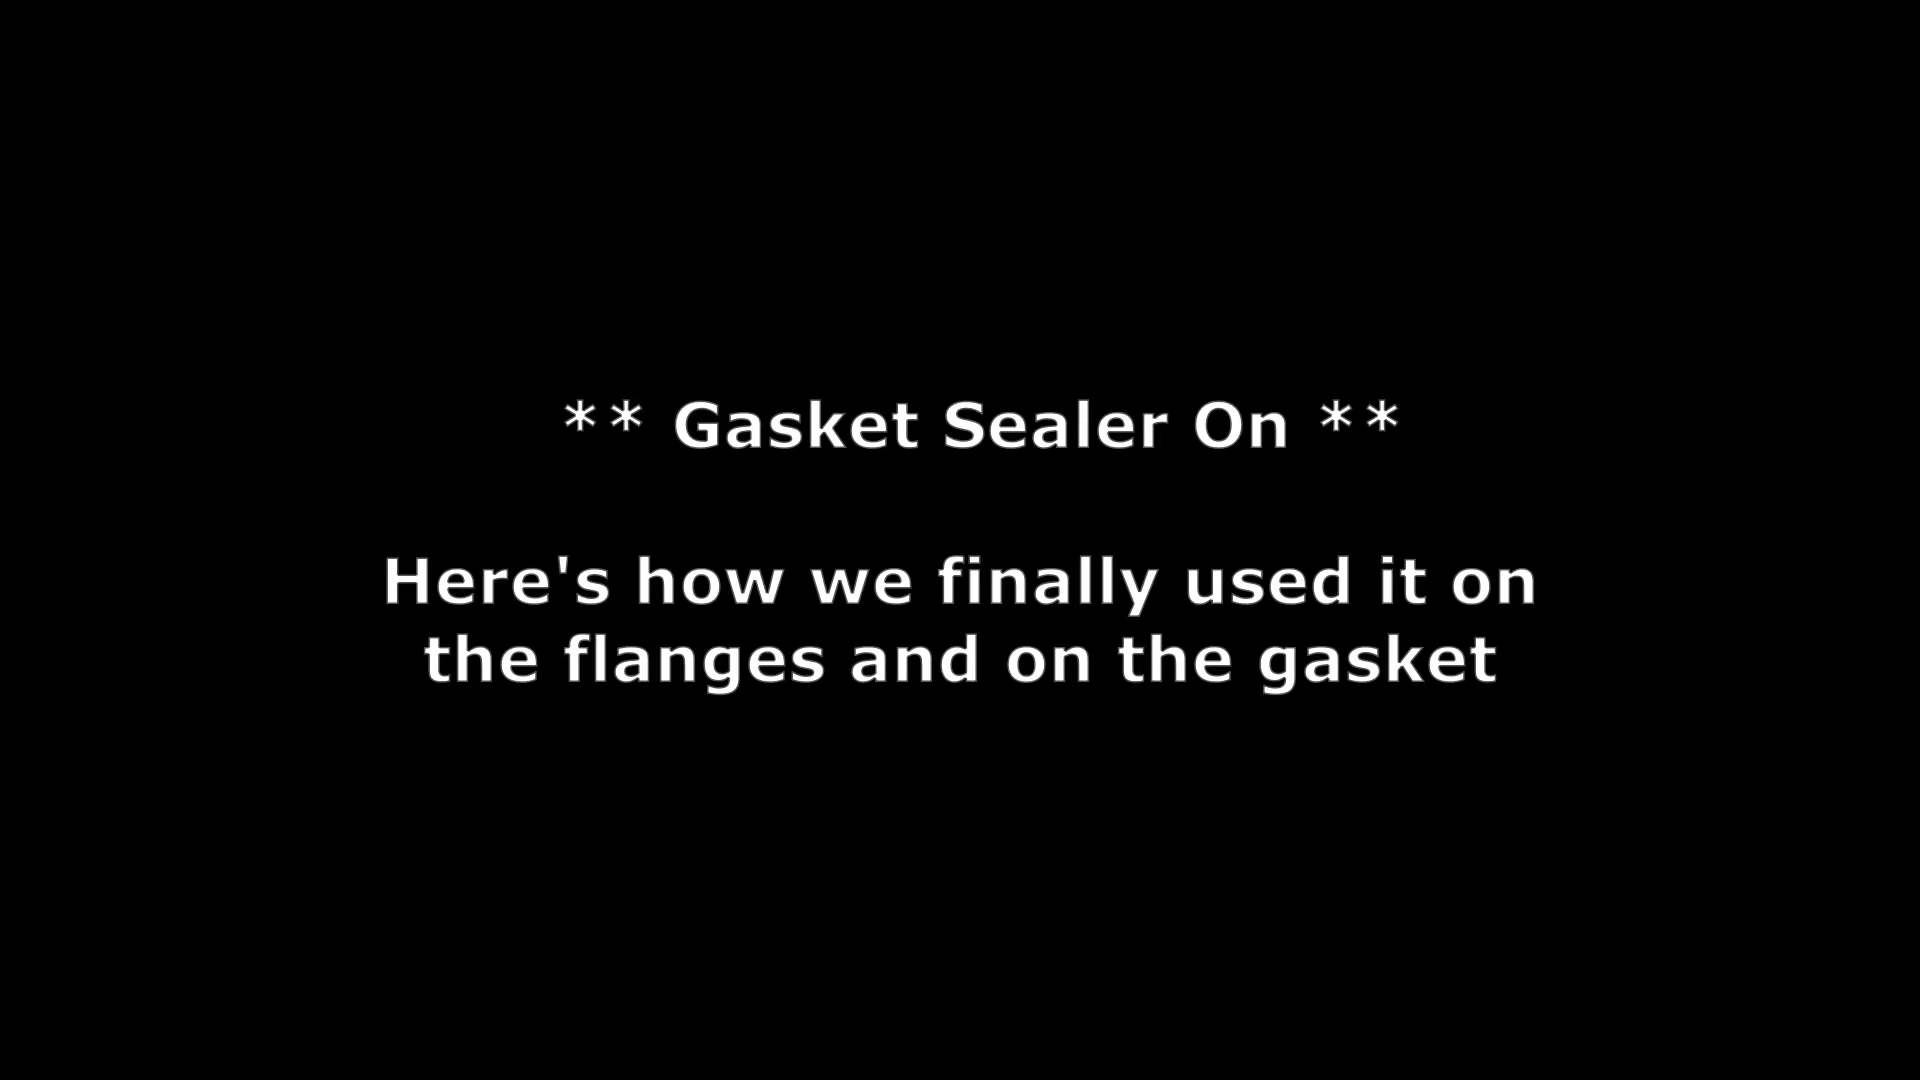 ** Gasket Sealer On **
Here's how we finally used it on
the flanges and on the gasket